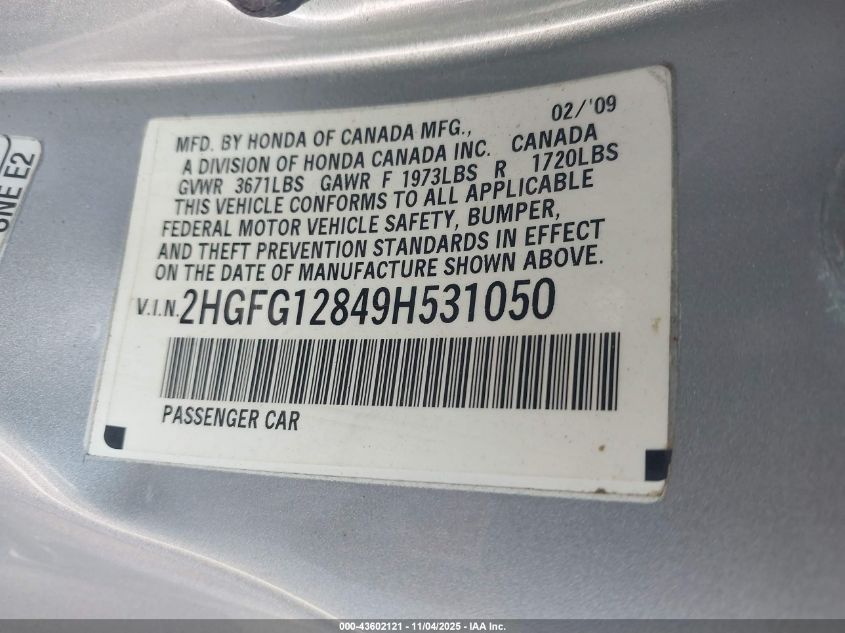 ONE E2
02/'09
MFD. BY HONDA OF CANADA MFG.,
A DIVISION OF HONDA CANADA INC. CANADA
GVWR 3671LBS GAWR F 1973LBS R 1720LBS
THIS VEHICLE CONFORMS TO ALL APPLICABLE
FEDERAL MOTOR VEHICLE SAFETY, BUMPER,
AND THEFT PREVENTION STANDARDS IN EFFECT
ON THE DATE OF MANUFACTURE SHOWN ABOVE.
V.I.N. 2HGFG12849H531050
PASSENGER CAR
000-43602121 - 11/04/2025 - IAA Inc.